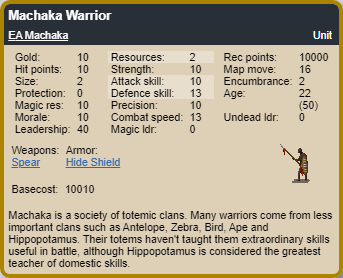 Machaka Warrior
EA Machaka Unit
Gold: 10 Resources: 2 Rec points: 10000
Hit points: 10 Strength: 10 Map move: 16
Size: 2 Attack skill: 10 Encumbrance: 2
Protection: 0 Defence skill: 13 Age: 22
Magic res: 10 Precision: 10 (50)
Morale: 10 Combat speed: 13 Undead ldr: 0
Leadership: 40 Magic ldr: 0
Weapons: Armor:
Spear Hide Shield
Basecost: 10010
Machaka is a society of totemic clans. Many warriors come from less
important clans such as Antelope, Zebra, Bird, Ape and
Hippopotamus. Their totems haven't taught them extraordinary skills
useful in battle, although Hippopotamus is considered the greatest
teacher of domestic skills.